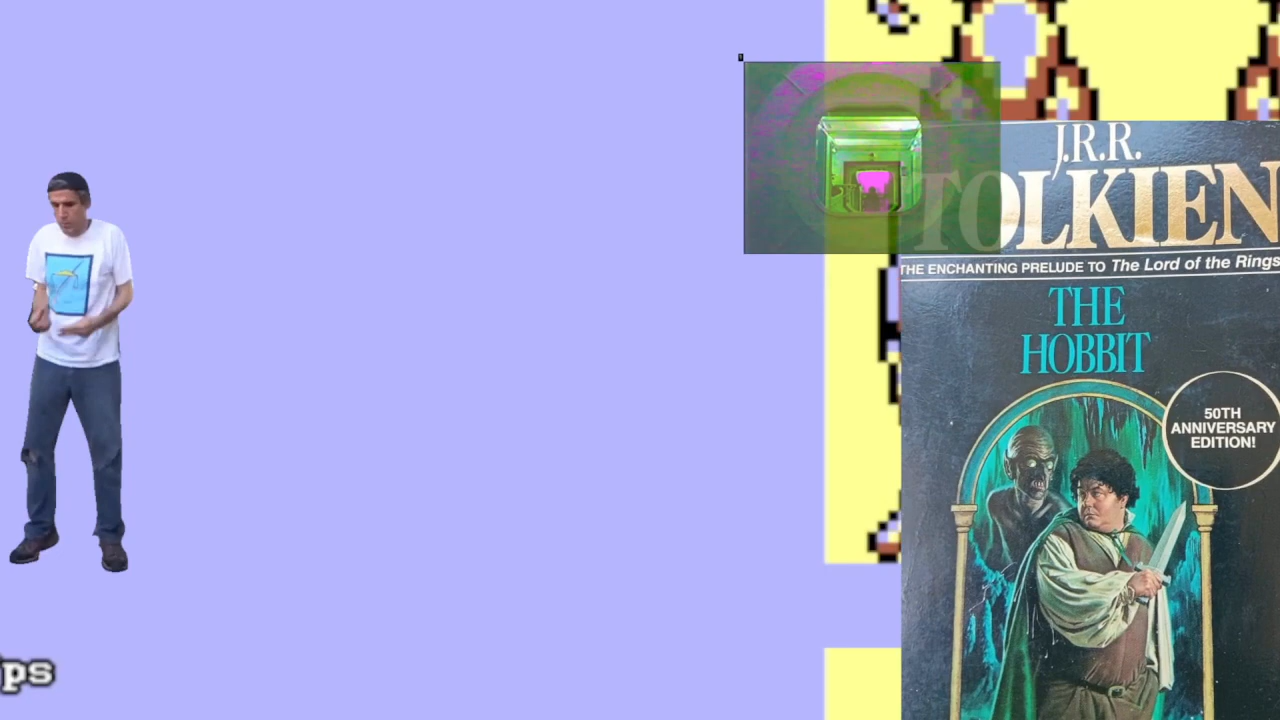 J.R.R.
TOLKIEN
THE ENCHANTING PRELUDE TO The Lord of the Rings
THE
HOBBIT
50TH
ANNIVERSARY
EDITION!
ps